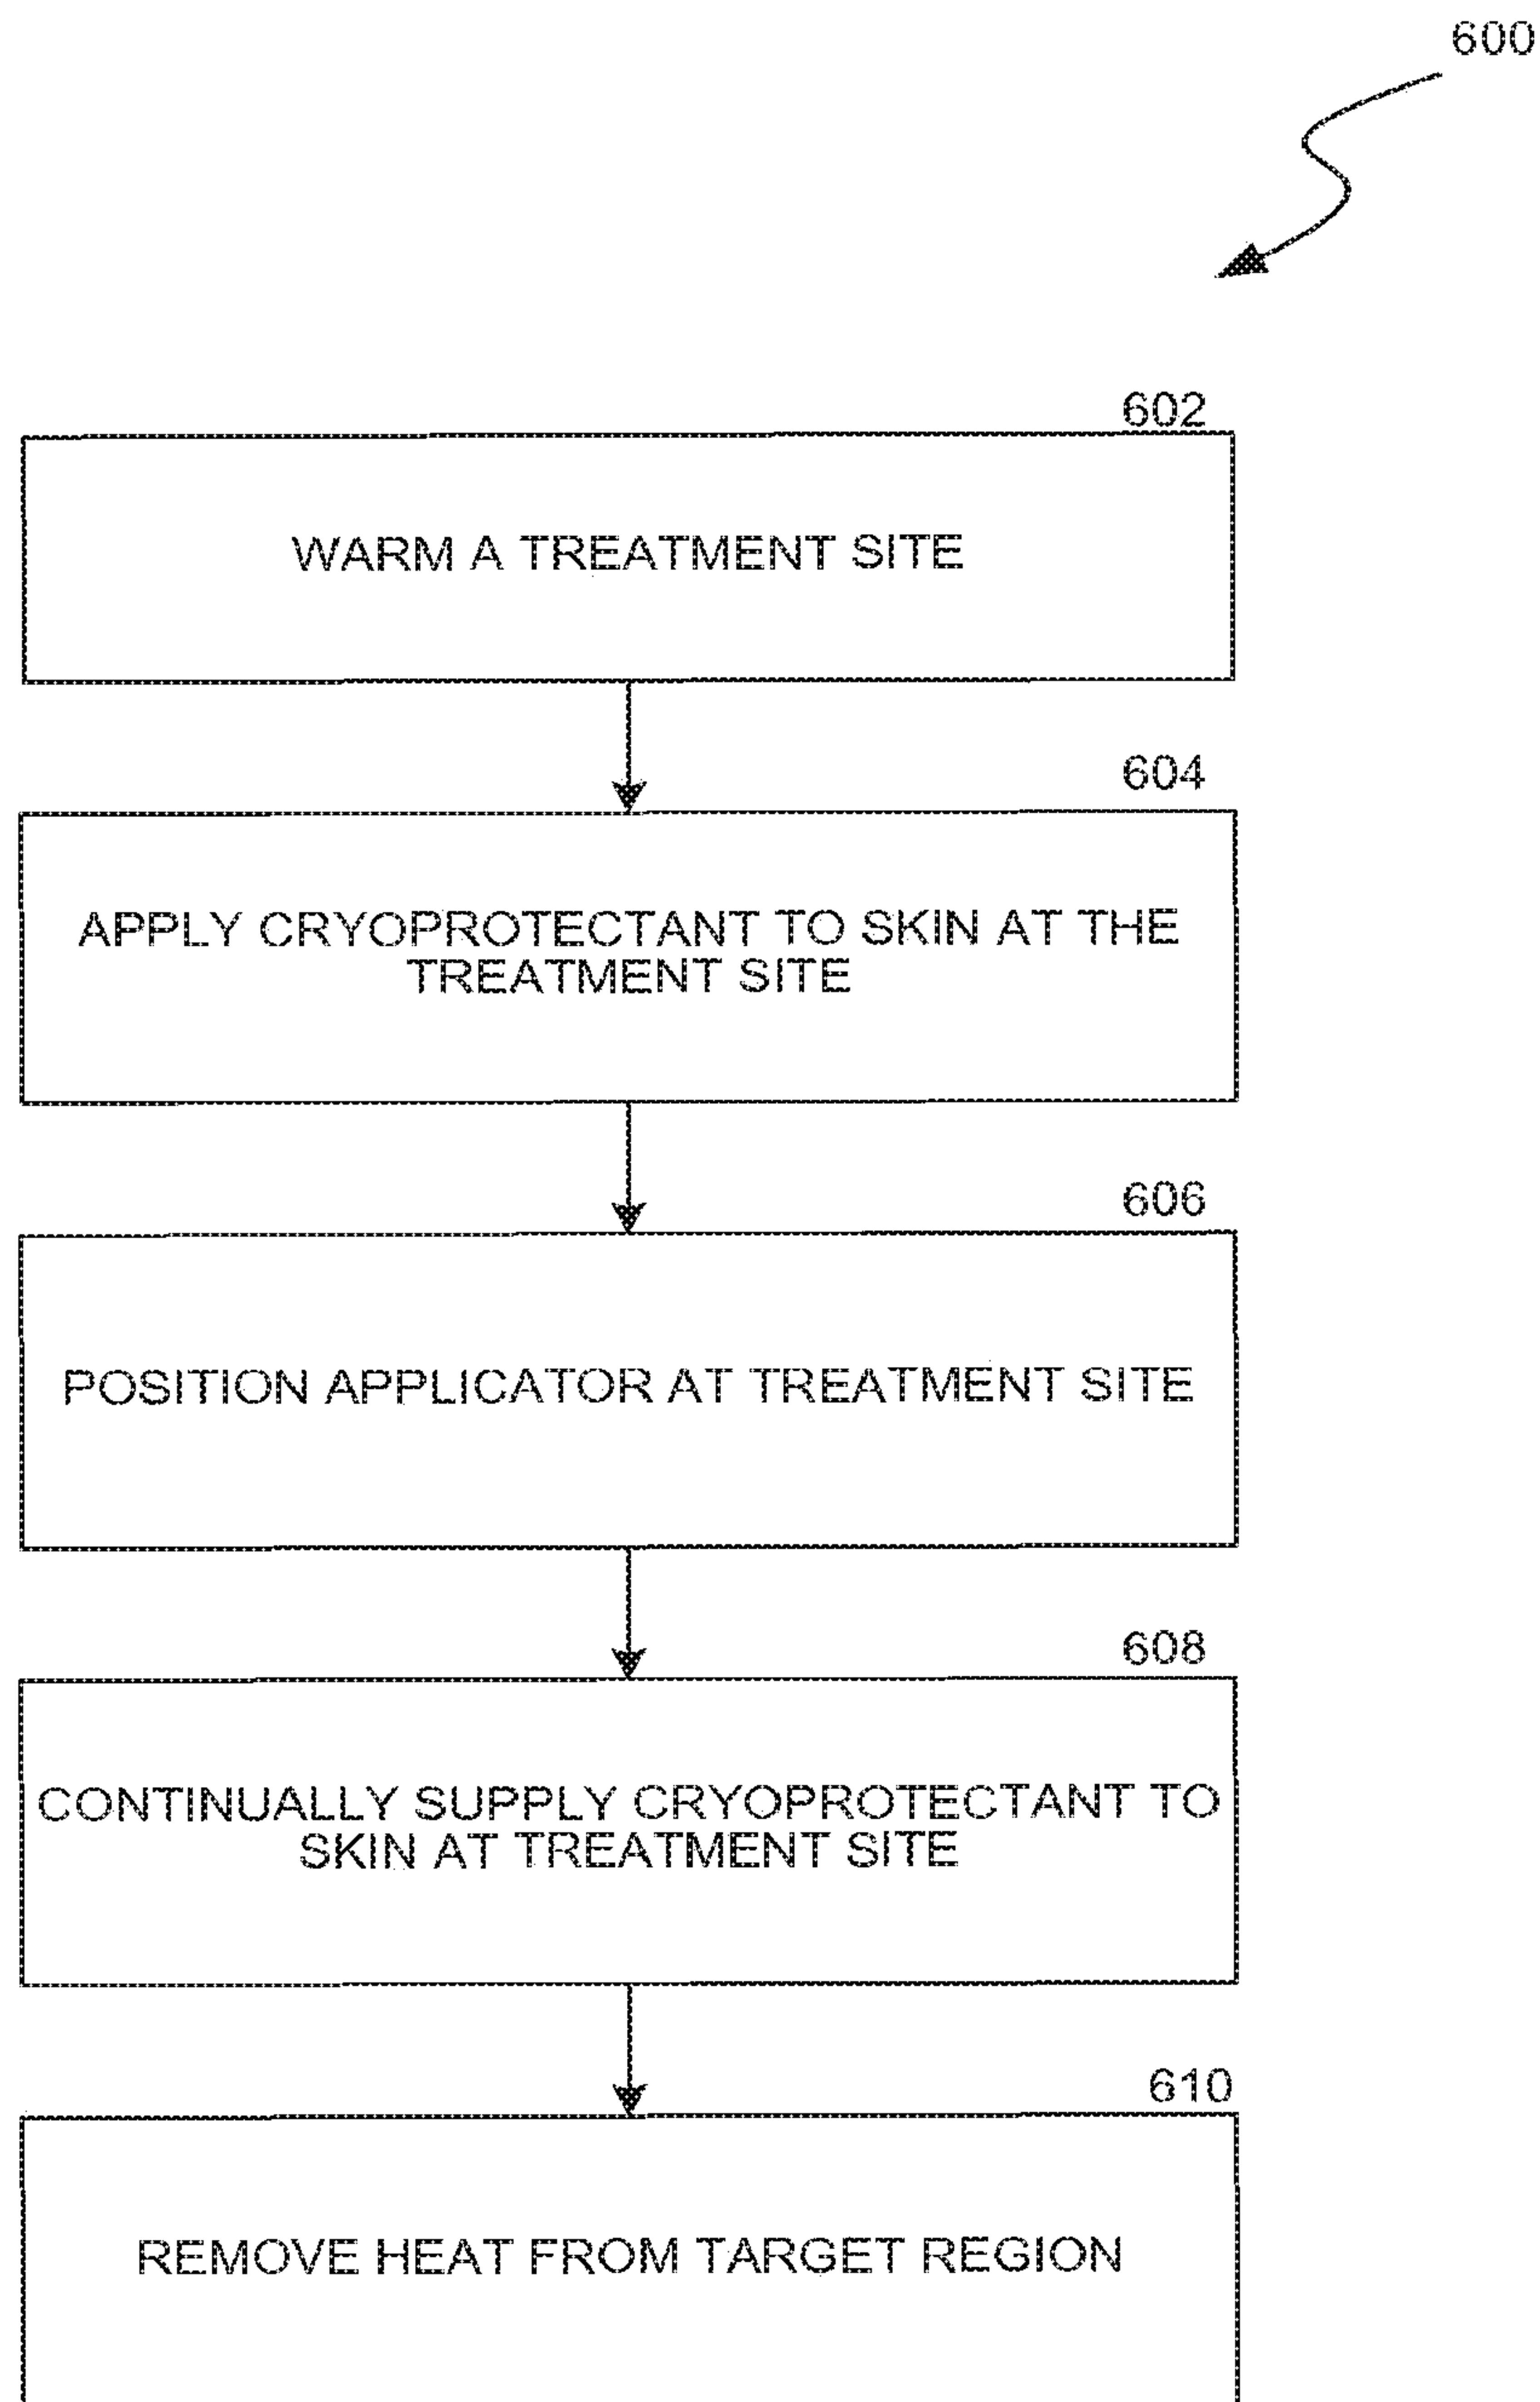 600
602
WARM A TREATMENT SITE
604
APPLY CRYOPROTECTANT TO SKIN AT THE
TREATMENT SITE
606
POSITION APPLICATOR AT TREATMENT SITE
608
CONTINUALLY SUPPLY CRYOPROTECTANT TO
SKIN AT TREATMENT SITE
610
REMOVE HEAT FROM TARGET REGION